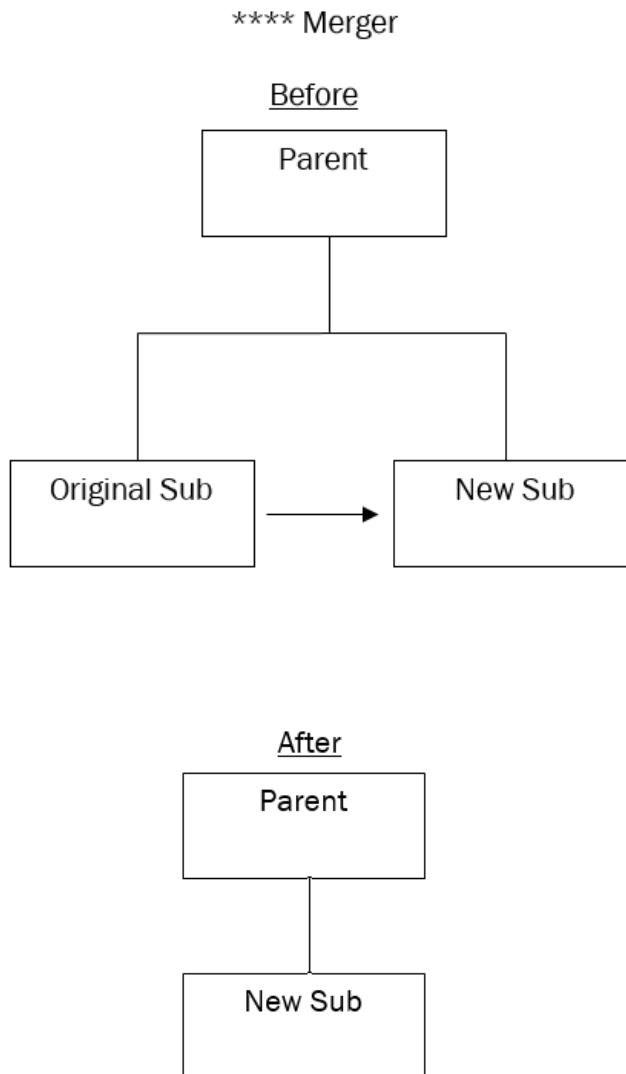 **** Merger
Before
Parent
Original Sub
New Sub
After
Parent
New Sub